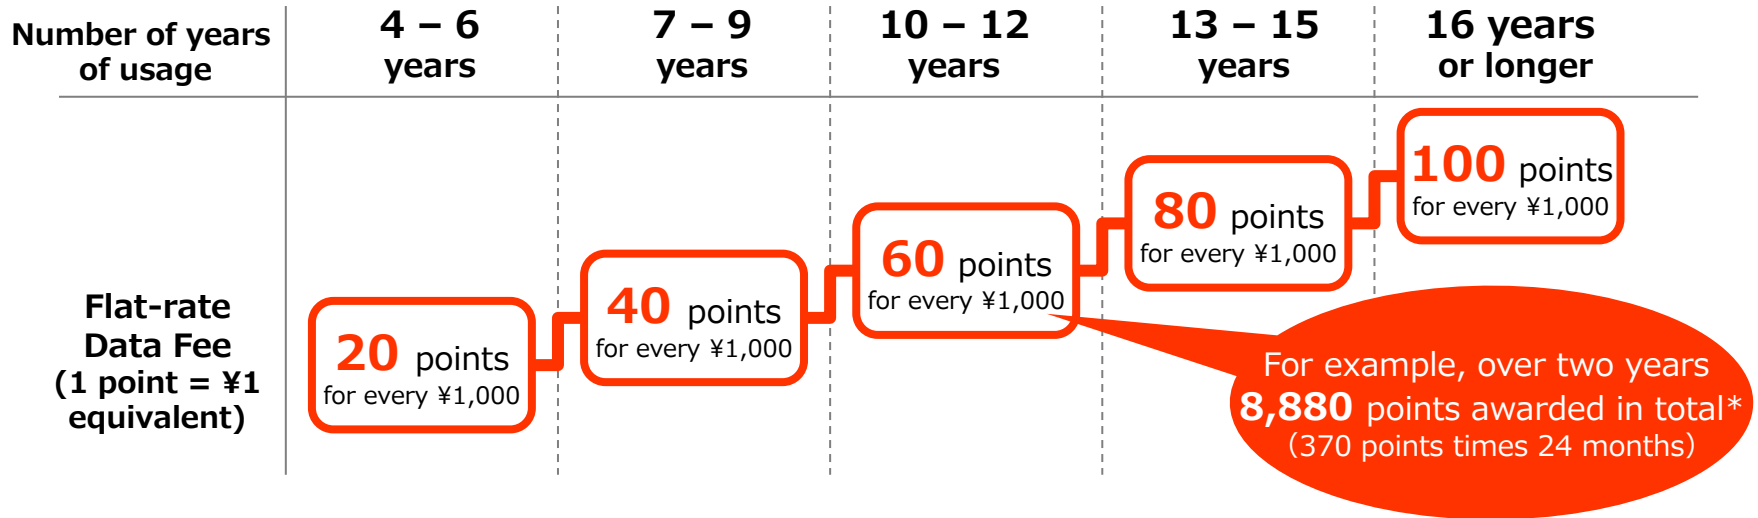 Number of years
of usage
4 – 6
years
7 – 9
years
10 – 12
years
13 – 15
years
16 years
or longer
Flat-rate
Data Fee
(1 point = ¥1
equivalent)
20 points
for every ¥1,000
40 points
for every ¥1,000
60 points
for every ¥1,000
80 points
for every ¥1,000
100 points
for every ¥1,000
For example, over two years
8,880 points awarded in total*
(370 points times 24 months)